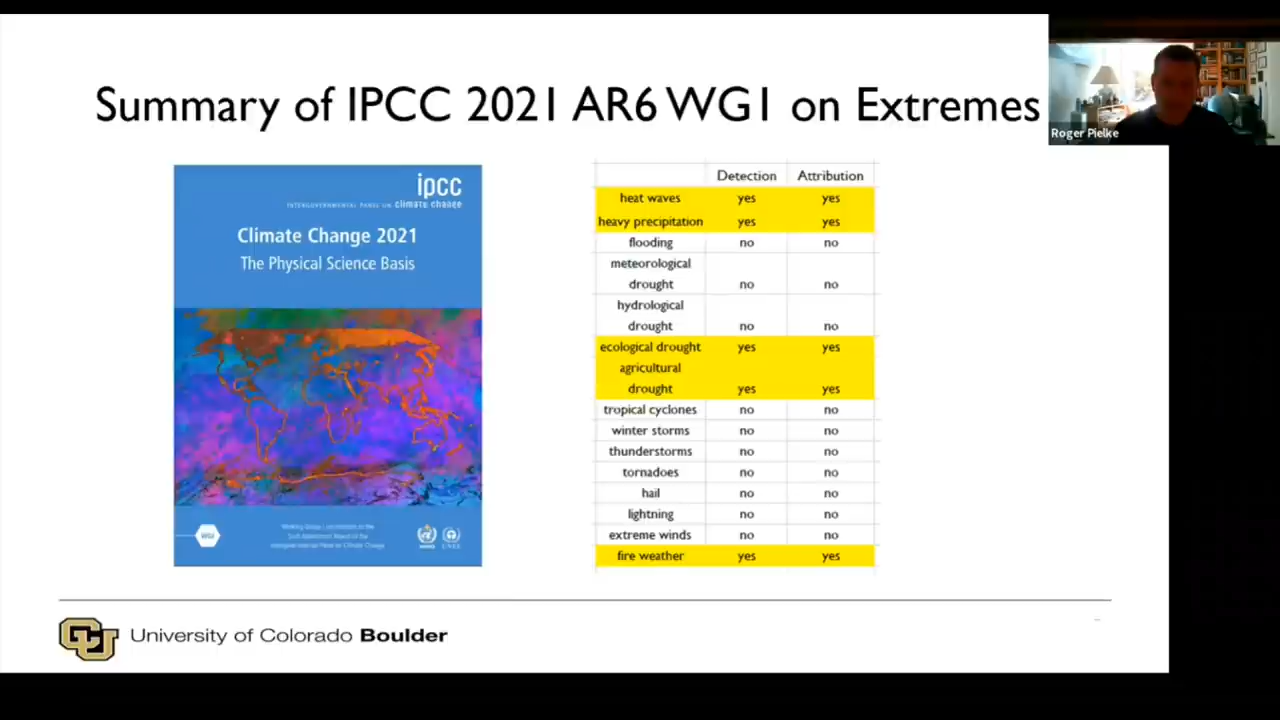 Summary of IPCC 2021 AR6 WG1 on Extremes
Roger Pielke
ipcc
INTERGOVERNMENTAL PANEL ON climate change
Climate Change 2021
The Physical Science Basis
WGI
Detection Attribution
heat waves yes yes
heavy precipitation yes yes
flooding no no
meteorological
drought no no
hydrological
drought no no
ecological drought yes yes
agricultural
drought yes yes
tropical cyclones no no
winter storms no no
thunderstorms no no
tornadoes no no
hail no no
lightning no no
extreme winds no no
fire weather yes yes
CU
University of Colorado Boulder